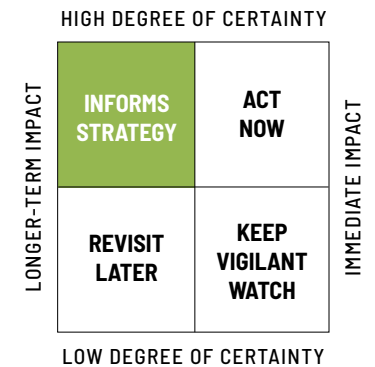 HIGH DEGREE OF CERTAINTY
LONGER-TERM IMPACT
INFORMS
STRATEGY
ACT
NOW
IMMEDIATE IMPACT
REVISIT
LATER
KEEP
VIGILANT
WATCH
LOW DEGREE OF CERTAINTY